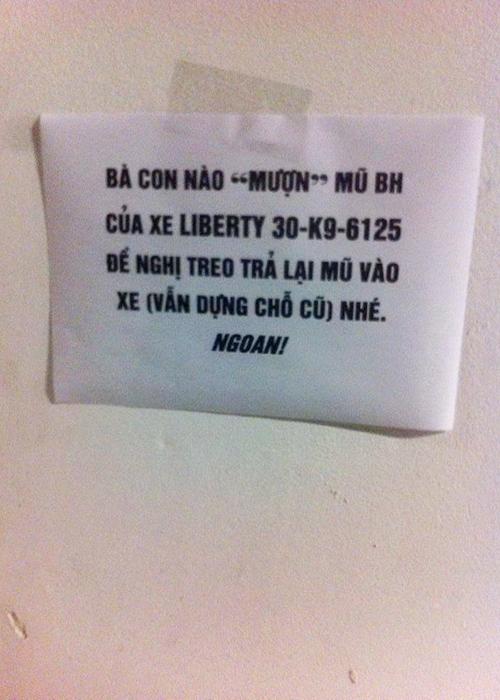 BÀ CON NÀO “MƯỢN” MŨ BH
CỦA XE LIBERTY 30-K9-6125
ĐỀ NGHỊ TREO TRẢ LẠI MŨ VÀO
XE (VẪN DỰNG CHỖ CŨ) NHÉ.
NGOAN!